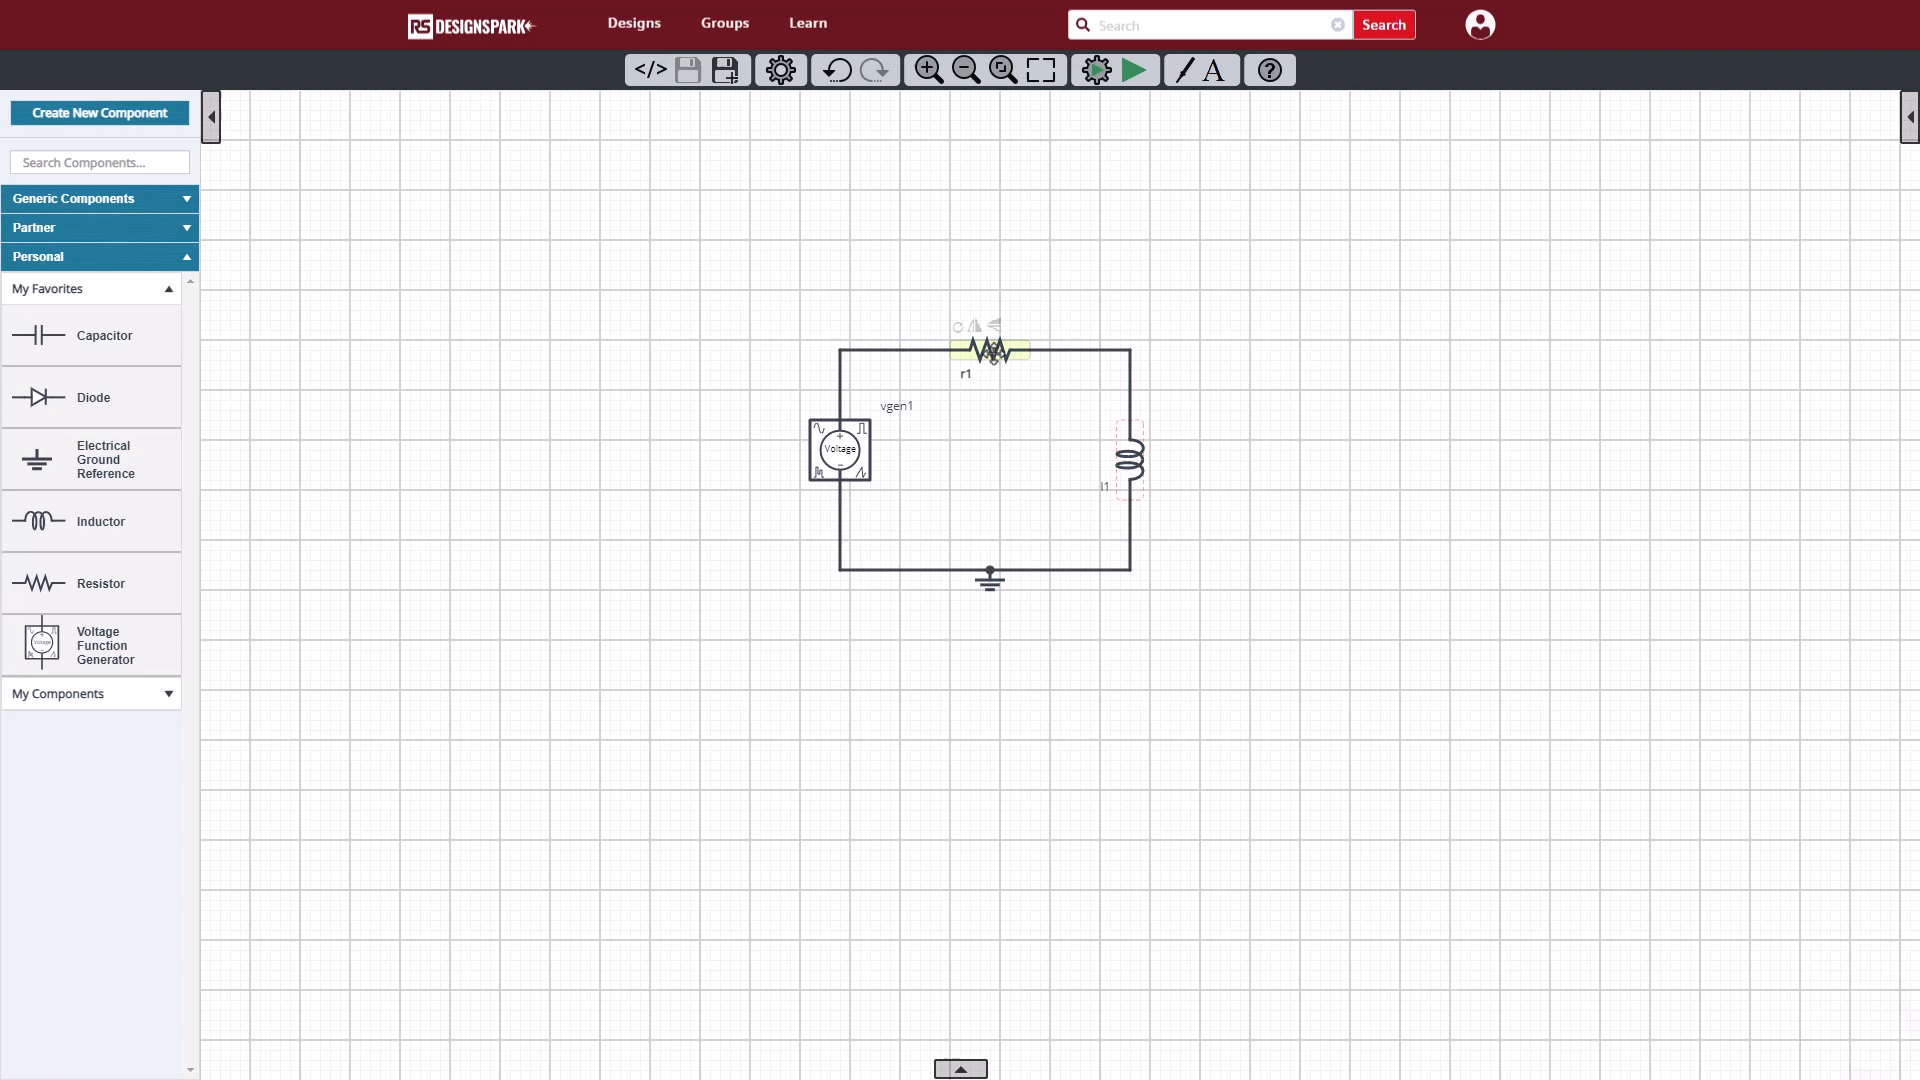 RS DESIGNSPARK
Designs
Groups
Learn
Search
Search
</>
A
?
Create New Component
Search Components...
Generic Components
Partner
Personal
My Favorites
Capacitor
Diode
Electrical
Ground
Reference
Inductor
Resistor
Voltage
Function
Generator
My Components
r1
vgen1
Voltage
l1